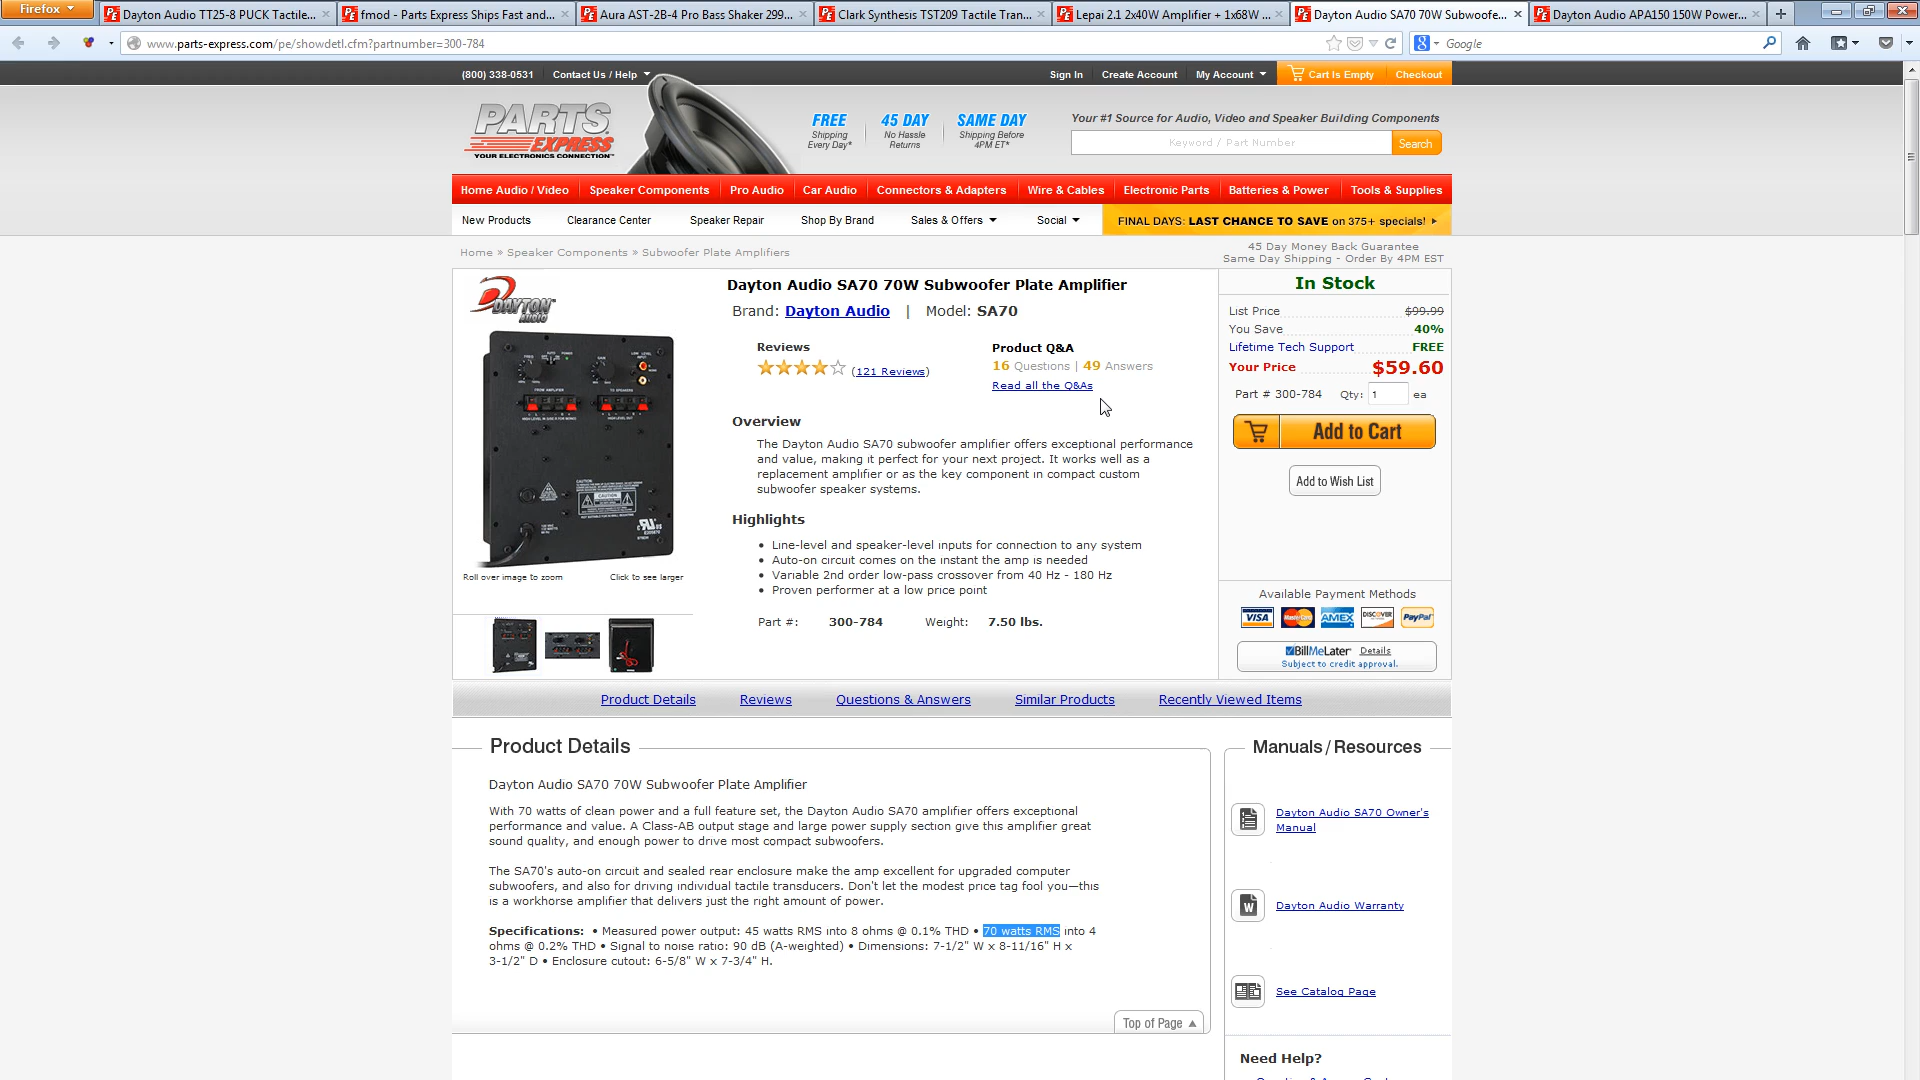 Firefox
Dayton Audio TT25-8 PUCK Tactile...
fmod - Parts Express Ships Fast and...
Aura AST-2B-4 Pro Bass Shaker 299...
Clark Synthesis TST209 Tactile Tran...
Lepai 2.1 2x40W Amplifier + 1x68W ...
Dayton Audio SA70 70W Subwoofe...
Dayton Audio APA150 150W Power...
www.parts-express.com/pe/showdetl.cfm?partnumber=300-784
Google
(800) 338-0531
Contact Us / Help
Sign In
Create Account
My Account
Cart Is Empty
Checkout
PARTS EXPRESS
YOUR ELECTRONICS CONNECTION
FREE
Shipping
Every Day*
45 DAY
No Hassle
Returns
SAME DAY
Shipping Before
4PM ET*
Your #1 Source for Audio, Video and Speaker Building Components
Keyword / Part Number
Search
Home Audio / Video
Speaker Components
Pro Audio
Car Audio
Connectors & Adapters
Wire & Cables
Electronic Parts
Batteries & Power
Tools & Supplies
New Products
Clearance Center
Speaker Repair
Shop By Brand
Sales & Offers
Social
FINAL DAYS: LAST CHANCE TO SAVE on 375+ specials!
Home » Speaker Components » Subwoofer Plate Amplifiers
45 Day Money Back Guarantee
Same Day Shipping - Order By 4PM EST
DAYTON AUDIO
Dayton Audio SA70 70W Subwoofer Plate Amplifier
Brand: Dayton Audio | Model: SA70
Reviews
(121 Reviews)
Product Q&A
16 Questions | 49 Answers
Read all the Q&As
Overview
The Dayton Audio SA70 subwoofer amplifier offers exceptional performance
and value, making it perfect for your next project. It works well as a
replacement amplifier or as the key component in compact custom
subwoofer speaker systems.
Highlights
• Line-level and speaker-level inputs for connection to any system
• Auto-on circuit comes on the instant the amp is needed
• Variable 2nd order low-pass crossover from 40 Hz - 180 Hz
• Proven performer at a low price point
Part #: 300-784 Weight: 7.50 lbs.
Roll over image to zoom
Click to see larger
In Stock
List Price $99.99
You Save 40%
Lifetime Tech Support FREE
Your Price $59.60
Part # 300-784 Qty: 1 ea
Add to Cart
Add to Wish List
Available Payment Methods
VISA
MasterCard
AMEX
DISCOVER
PayPal
BillMeLater Details
Subject to credit approval.
Product Details
Reviews
Questions & Answers
Similar Products
Recently Viewed Items
Product Details
Dayton Audio SA70 70W Subwoofer Plate Amplifier
With 70 watts of clean power and a full feature set, the Dayton Audio SA70 amplifier offers exceptional
performance and value. A Class-AB output stage and large power supply section give this amplifier great
sound quality, and enough power to drive most compact subwoofers.
The SA70's auto-on circuit and sealed rear enclosure make the amp excellent for upgraded computer
subwoofers, and also for driving individual tactile transducers. Don't let the modest price tag fool you—this
is a workhorse amplifier that delivers just the right amount of power.
Specifications: • Measured power output: 45 watts RMS into 8 ohms @ 0.1% THD • 70 watts RMS into 4
ohms @ 0.2% THD • Signal to noise ratio: 90 dB (A-weighted) • Dimensions: 7-1/2" W x 8-11/16" H x
3-1/2" D • Enclosure cutout: 6-5/8" W x 7-3/4" H.
Top of Page
Manuals / Resources
Dayton Audio SA70 Owner's
Manual
Dayton Audio Warranty
See Catalog Page
Need Help?